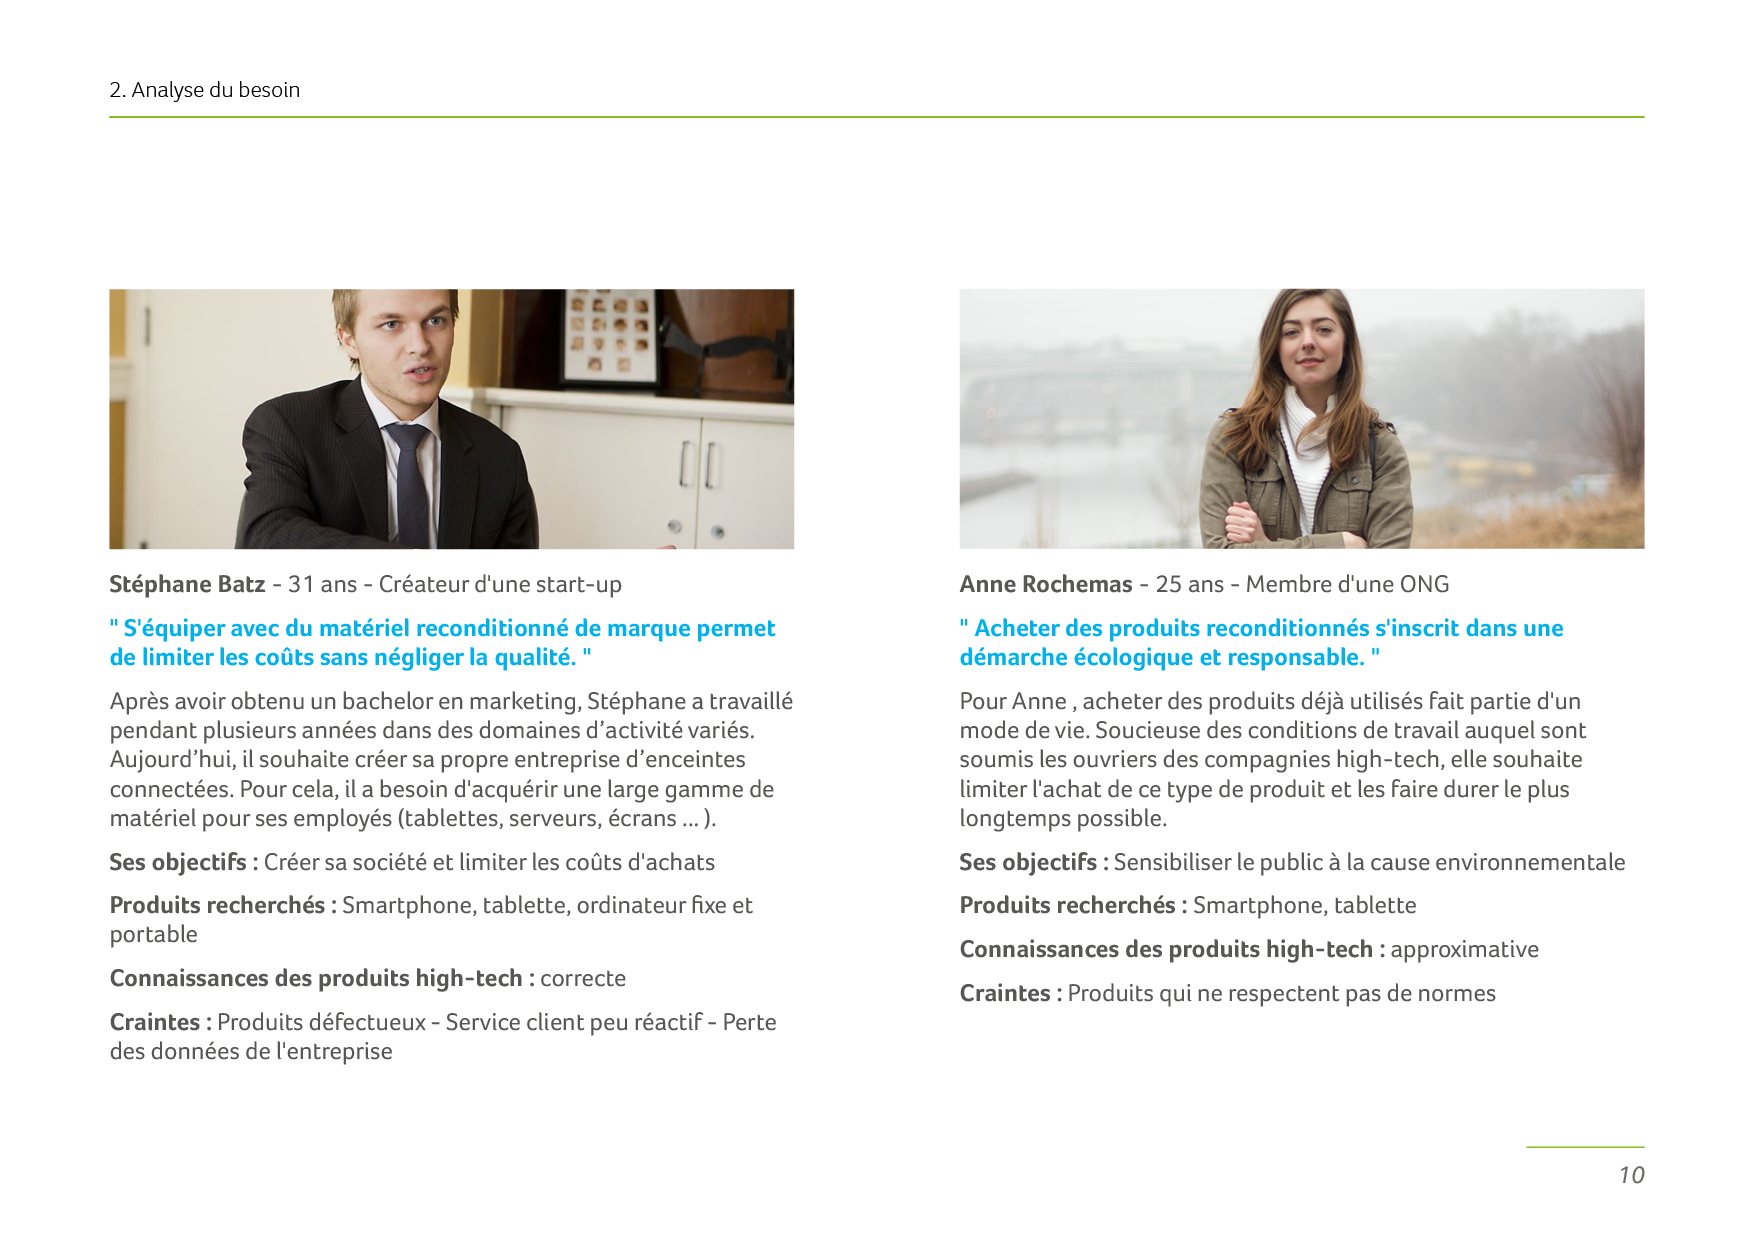 2. Analyse du besoin
Stéphane Batz - 31 ans - Créateur d'une start-up
" S'équiper avec du matériel reconditionné de marque permet
de limiter les coûts sans négliger la qualité. "
Après avoir obtenu un bachelor en marketing, Stéphane a travaillé
pendant plusieurs années dans des domaines d’activité variés.
Aujourd’hui, il souhaite créer sa propre entreprise d’enceintes
connectées. Pour cela, il a besoin d'acquérir une large gamme de
matériel pour ses employés (tablettes, serveurs, écrans ... ).
Ses objectifs : Créer sa société et limiter les coûts d'achats
Produits recherchés : Smartphone, tablette, ordinateur fixe et
portable
Connaissances des produits high-tech : correcte
Craintes : Produits défectueux - Service client peu réactif - Perte
des données de l'entreprise
Anne Rochemas - 25 ans - Membre d'une ONG
" Acheter des produits reconditionnés s'inscrit dans une
démarche écologique et responsable. "
Pour Anne , acheter des produits déjà utilisés fait partie d'un
mode de vie. Soucieuse des conditions de travail auquel sont
soumis les ouvriers des compagnies high-tech, elle souhaite
limiter l'achat de ce type de produit et les faire durer le plus
longtemps possible.
Ses objectifs : Sensibiliser le public à la cause environnementale
Produits recherchés : Smartphone, tablette
Connaissances des produits high-tech : approximative
Craintes : Produits qui ne respectent pas de normes
10